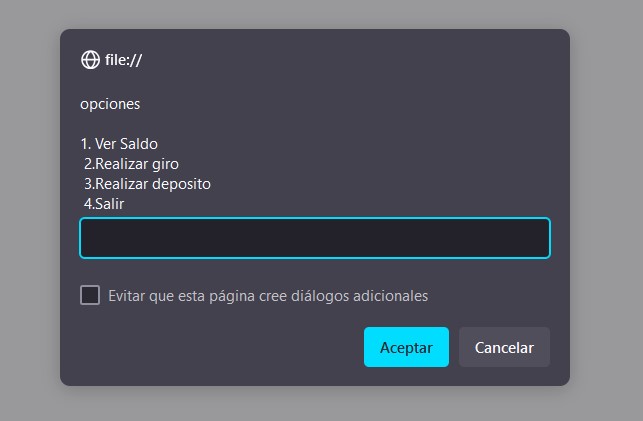 file://
opciones
1. Ver Saldo
2.Realizar giro
3.Realizar deposito
4.Salir
Evitar que esta página cree diálogos adicionales
Aceptar
Cancelar